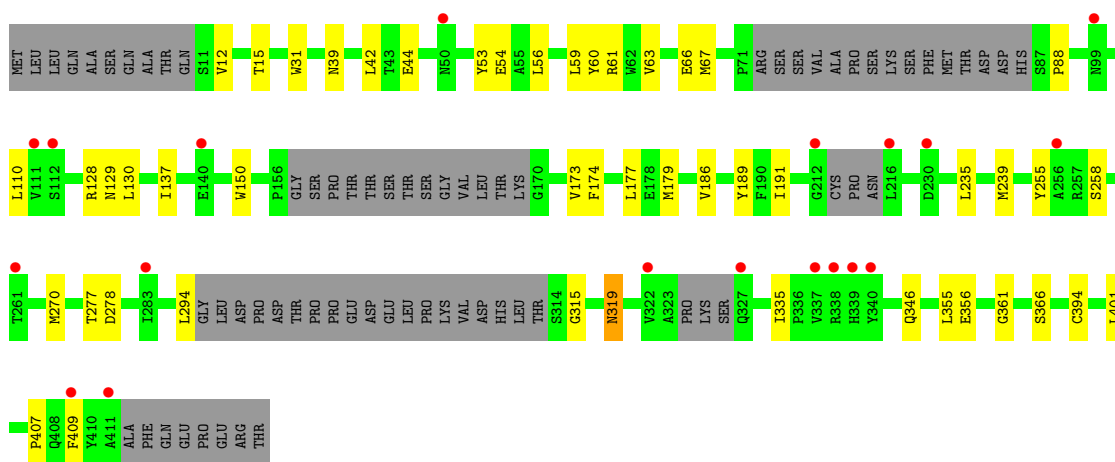 MET LEU LEU GLN ALA SER GLN ALA THR GLN S11 V12 T15 W31 N39 L42 T43 E44 N50 Y53 E54 A55 L56 L59 Y60 R61 W62 V63 E66 M67 P71 ARG SER SER VAL ALA PRO SER LYS SER PHE MET THR ASP ASP HIS S87 P88 N99
L110 V111 S112 R128 N129 L130 I137 E140 W150 P156 GLY SER PRO THR THR SER THR SER GLY VAL LEU THR LYS G170 V173 F174 L177 E178 M179 V186 Y189 F190 I191 G212 CYS PRO ASN L216 D230 L235 M239 Y255 A256 R257 S258
T261 M270 T277 D278 I283 L294 GLY LEU ASP PRO ASP THR PRO PRO GLU ASP GLU LEU PRO LYS VAL ASP HIS LEU THR S314 G315 N319 V322 A323 PRO LYS SER Q327 I335 P336 V337 R338 H339 Y340 Q346 L355 E356 G361 S366 C394 L401
P407 Q408 F409 Y410 A411 ALA PHE GLN GLU PRO GLU ARG THR